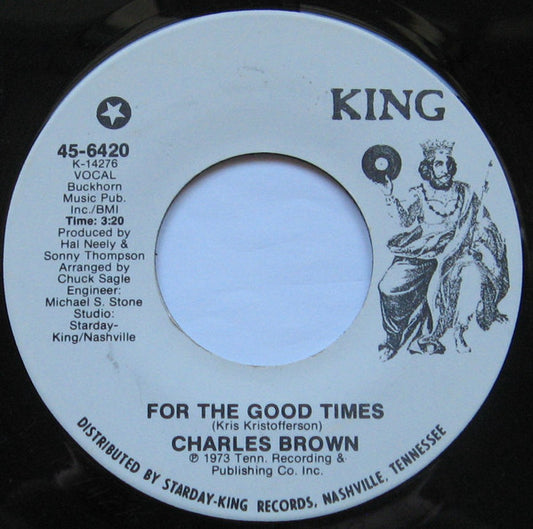 KING
45-6420
K-14276
VOCAL
Buckhorn
Music Pub.
Inc./BMI
Time: 3:20
Produced by
Hal Neely &
Sonny Thompson
Arranged by
Chuck Sagle
Engineer:
Michael S. Stone
Studio:
Starday-
King/Nashville
FOR THE GOOD TIMES
(Kris Kristofferson)
CHARLES BROWN
℗ 1973 Tenn. Recording &
Publishing Co. Inc.
DISTRIBUTED BY STARDAY-KING RECORDS, NASHVILLE, TENNESSEE